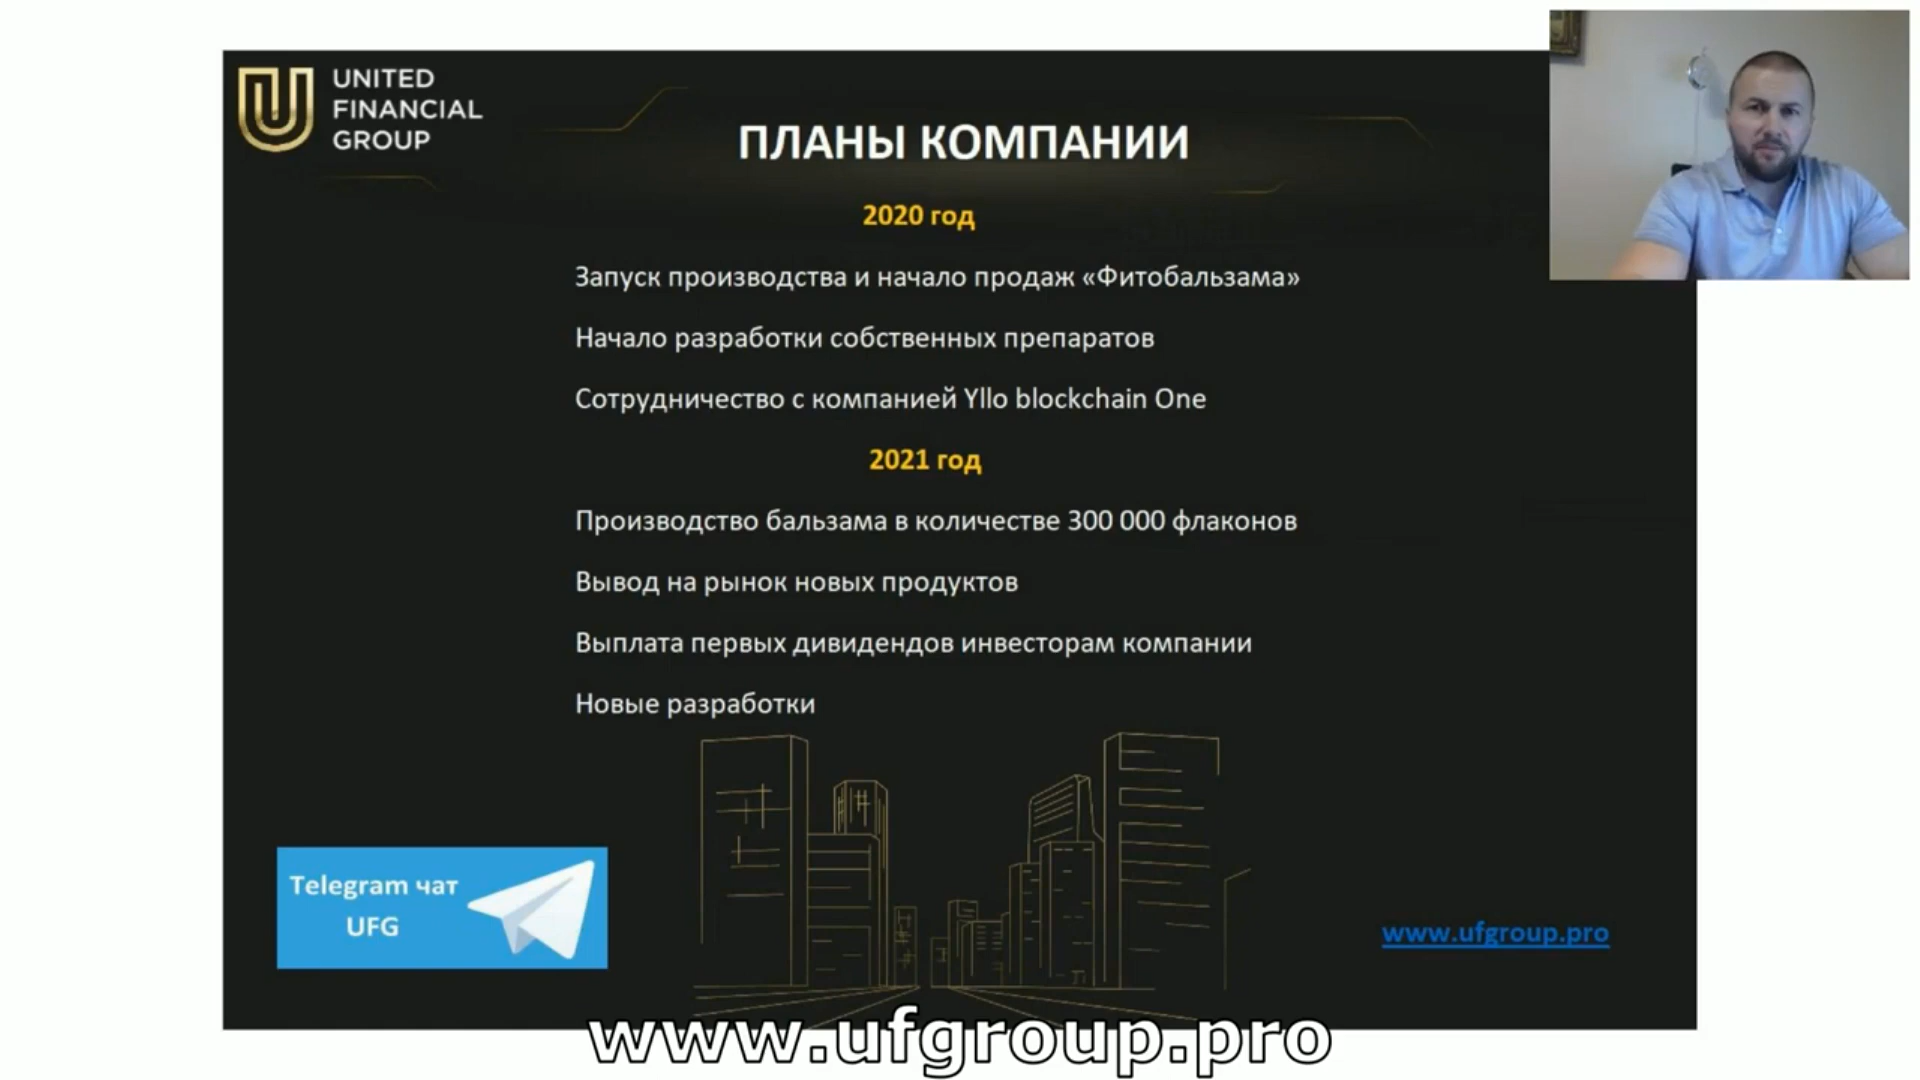 UNITED
FINANCIAL
GROUP
ПЛАНЫ КОМПАНИИ
2020 год
Запуск производства и начало продаж «Фитобальзама»
Начало разработки собственных препаратов
Сотрудничество с компанией Yllo blockchain One
2021 год
Производство бальзама в количестве 300 000 флаконов
Вывод на рынок новых продуктов
Выплата первых дивидендов инвесторам компании
Новые разработки
Telegram чат
UFG
www.ufgroup.pro
www.ufgroup.pro